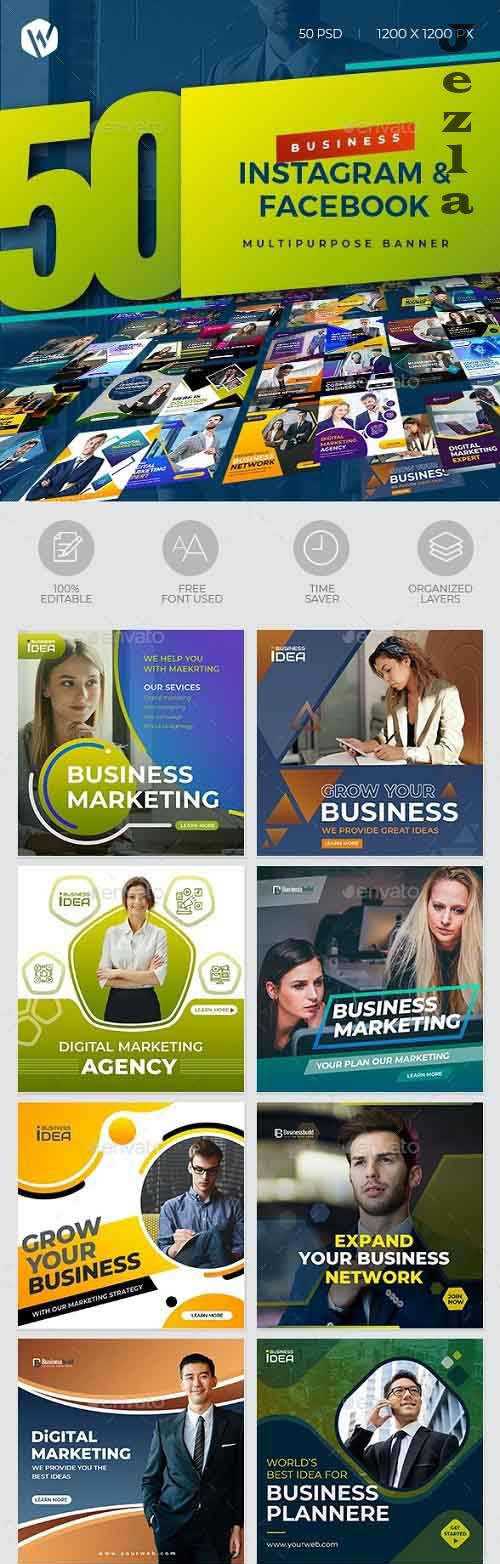 50 PSD | 1200 X 1200 PX
Jezla
50
BUSINESS
INSTAGRAM &
FACEBOOK
MULTIPURPOSE BANNER
DIGITAL
MARKETING
AGENCY
BUSINESS
NETWORK
DIGITAL
MARKETING
EXPERT
BUSINESS
100%
EDITABLE
FREE
FONT USED
TIME
SAVER
ORGANIZED
LAYERS
envato
BUSINESS
iDEA
WE HELP YOU
WITH MAEKRTING
OUR SEVICES
BUSINESS
MARKETING
LEARN MORE
BUSINESS
iDEA
GROW YOUR
BUSINESS
WE PROVIDE GREAT IDEAS
LEARN MORE
BUSINESS
iDEA
LEARN MORE
DIGITAL MARKETING
AGENCY
Businessbuild
BUSINESS
MARKETING
YOUR PLAN OUR MARKETING
LEARN MORE
BUSINESS
iDEA
GROW
YOUR
BUSINESS
WITH OUR MARKETING STRATEGY
LEARN MORE
Businessbuild
EXPAND
YOUR BUSINESS
NETWORK
JOIN
NOW
Businessbuild
DiGITAL
MARKETING
WE PROVIDE YOU THE
BEST IDEAS
LEARN MORE
www.yourweb.com
BUSINESS
iDEA
WORLD'S
BEST IDEA FOR
BUSINESS
PLANNERE
GET
STARTED
www.yourweb.com